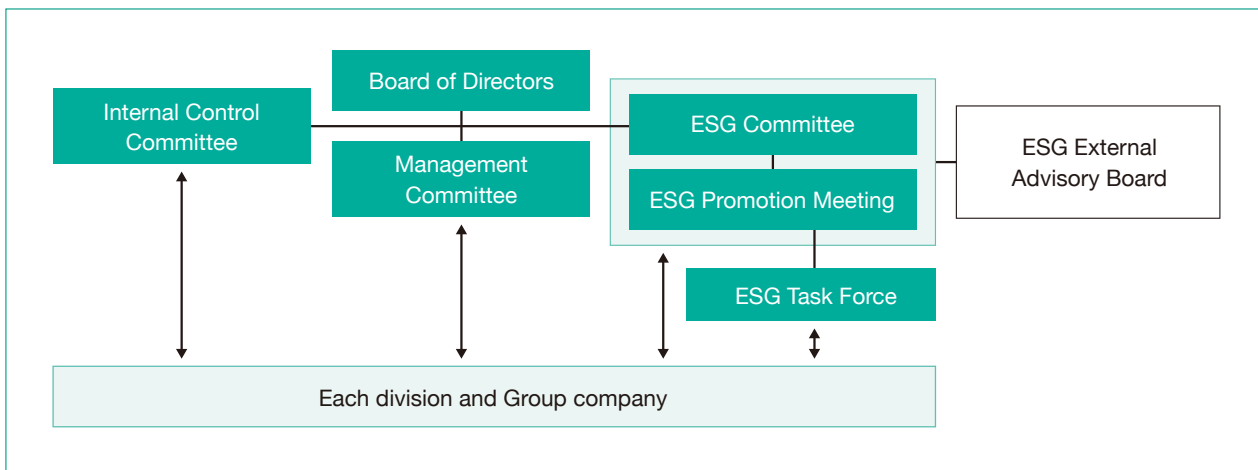 Board of Directors
Internal Control
Committee
Management
Committee
ESG Committee
ESG Promotion Meeting
ESG External
Advisory Board
ESG Task Force
Each division and Group company